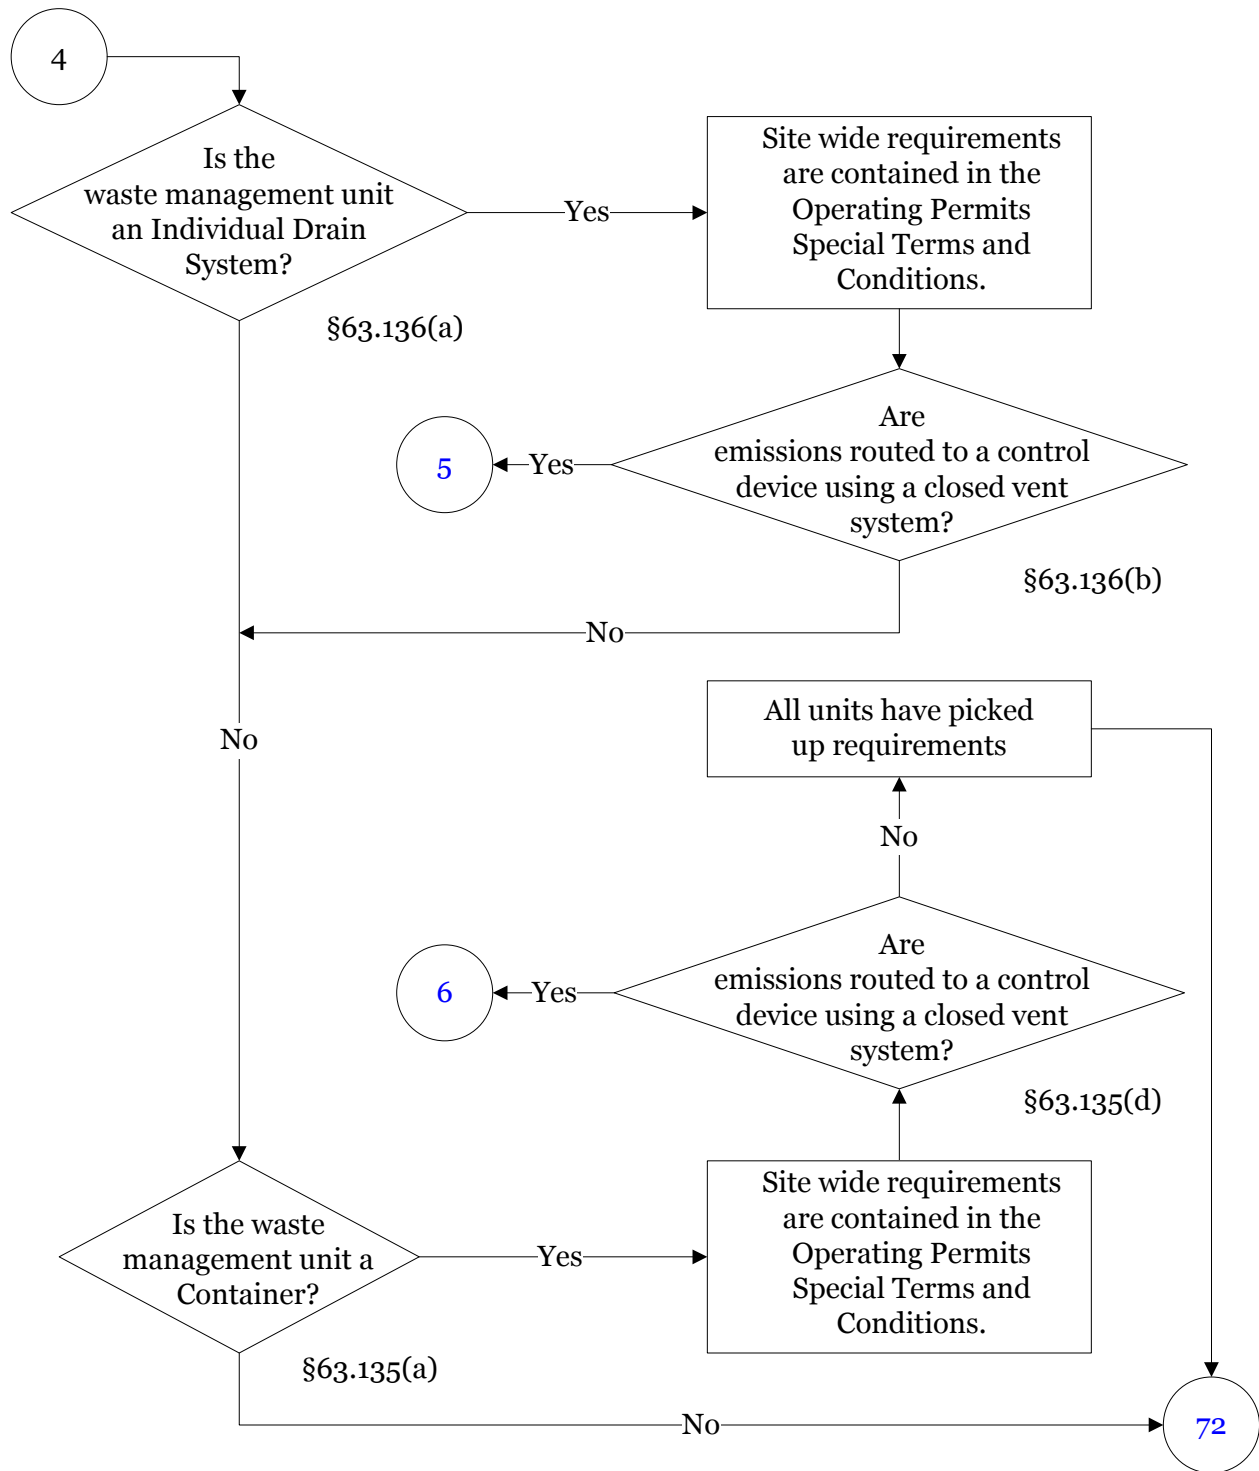 4
Is the
waste management unit
an Individual Drain
System?
Yes
Site wide requirements
are contained in the
Operating Permits
Special Terms and
Conditions.
§63.136(a)
Are
emissions routed to a control
device using a closed vent
system?
Yes
5
§63.136(b)
No
No
All units have picked
up requirements
No
Are
emissions routed to a control
device using a closed vent
system?
Yes
6
§63.135(d)
Is the waste
management unit a
Container?
Yes
Site wide requirements
are contained in the
Operating Permits
Special Terms and
Conditions.
§63.135(a)
No
72